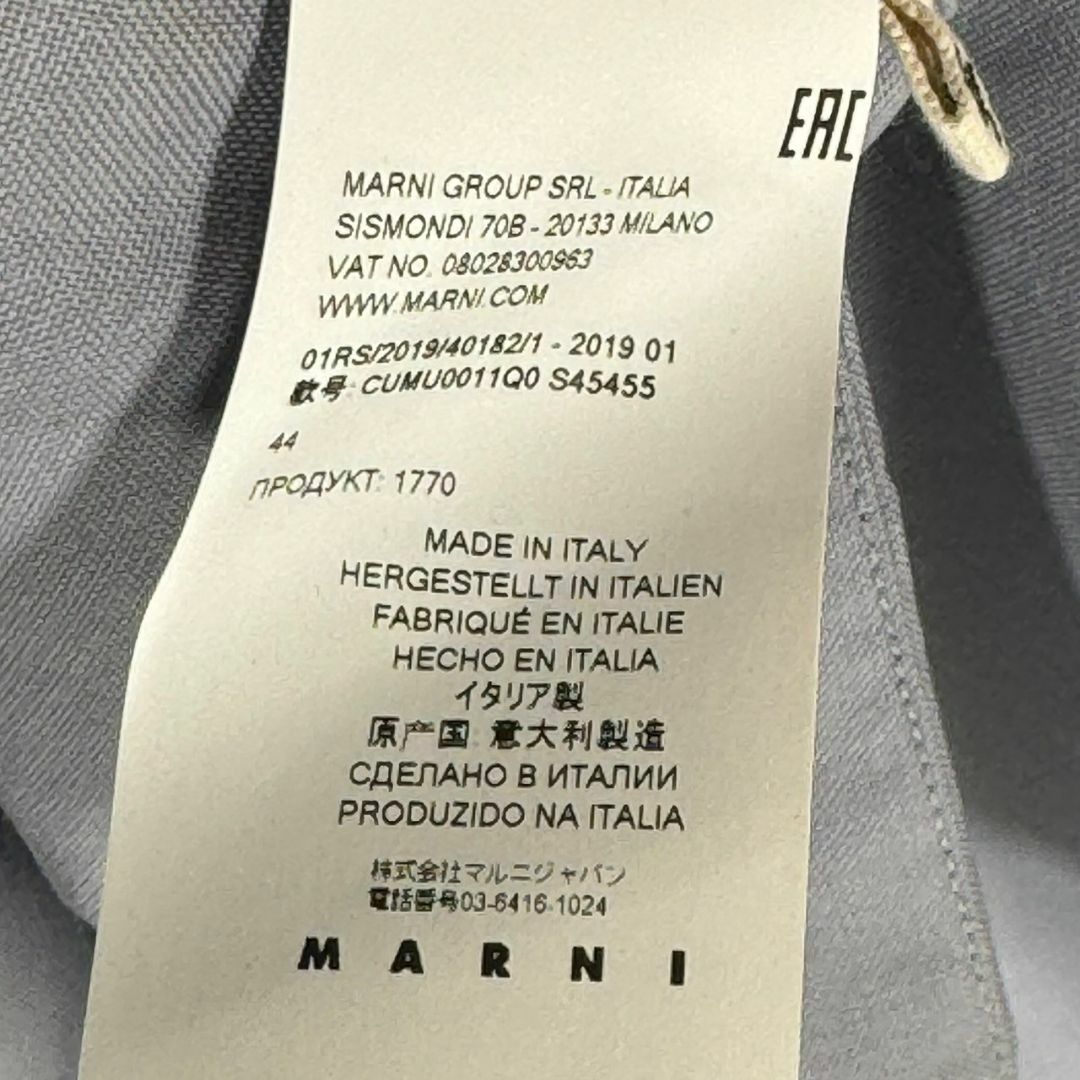 EAC
MARNI GROUP SRL - ITALIA
SISMONDI 70B - 20133 MILANO
VAT NO. 08028300963
WWW.MARNI.COM
01RS/2019/40182/1 - 2019 01
款号: CUMU0011Q0 S45455
44
ПРОДУКТ: 1770
MADE IN ITALY
HERGESTELLT IN ITALIEN
FABRIQUÉ EN ITALIE
HECHO EN ITALIA
イタリア製
原产国: 意大利製造
СДЕЛАНО В ИТАЛИИ
PRODUZIDO NA ITALIA
株式会社マルニジャパン
電話番号03-6416-1024
MARNI